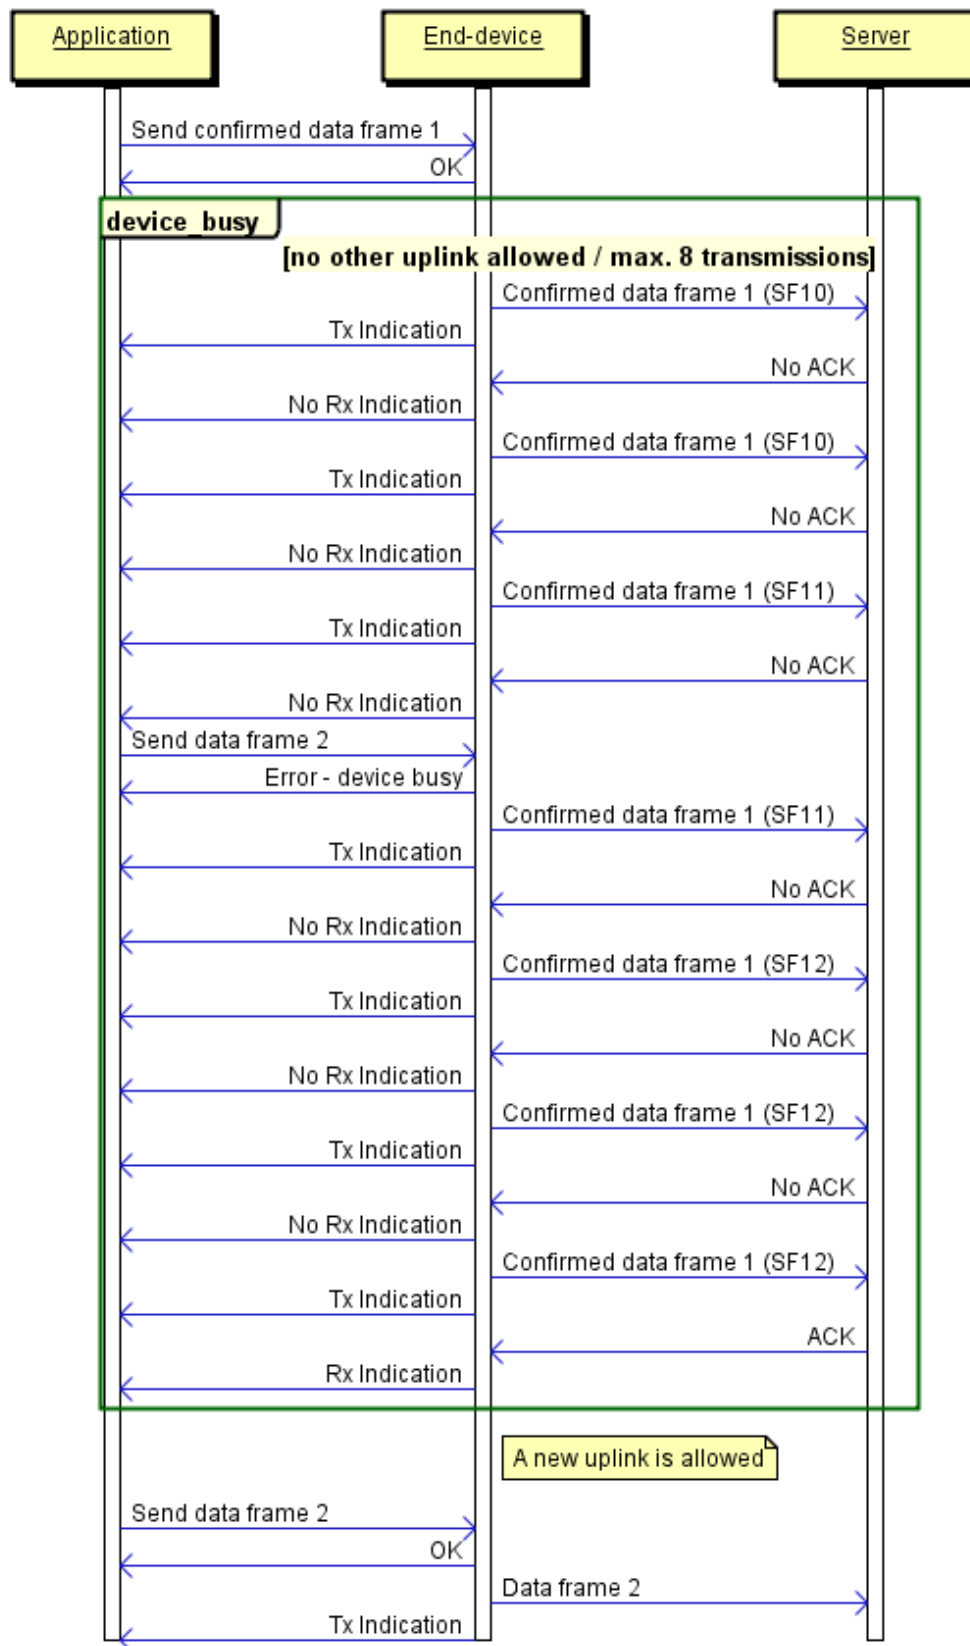 Application
End-device
Server
Send confirmed data frame 1
OK
device_busy
[no other uplink allowed / max. 8 transmissions]
Confirmed data frame 1 (SF10)
Tx Indication
No ACK
No Rx Indication
Confirmed data frame 1 (SF10)
Tx Indication
No ACK
No Rx Indication
Confirmed data frame 1 (SF11)
Tx Indication
No ACK
No Rx Indication
Send data frame 2
Error - device busy
Confirmed data frame 1 (SF11)
Tx Indication
No ACK
No Rx Indication
Confirmed data frame 1 (SF12)
Tx Indication
No ACK
No Rx Indication
Confirmed data frame 1 (SF12)
Tx Indication
No ACK
No Rx Indication
Confirmed data frame 1 (SF12)
Tx Indication
ACK
Rx Indication
A new uplink is allowed
Send data frame 2
OK
Data frame 2
Tx Indication